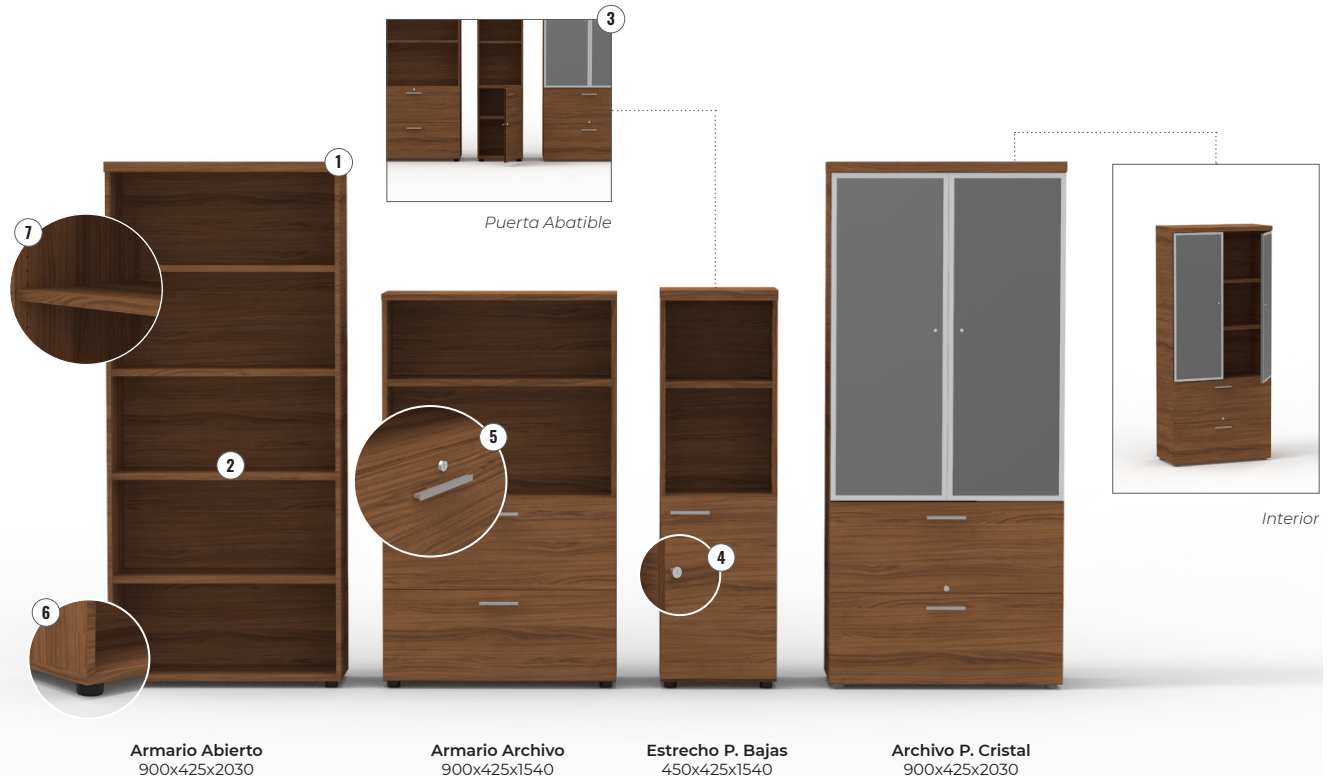 3
Puerta Abatible
1
7
5
2
4
6
Interior
Armario Abierto
900x425x2030
Armario Archivo
900x425x1540
Estrecho P. Bajas
450x425x1540
Archivo P. Cristal
900x425x2030